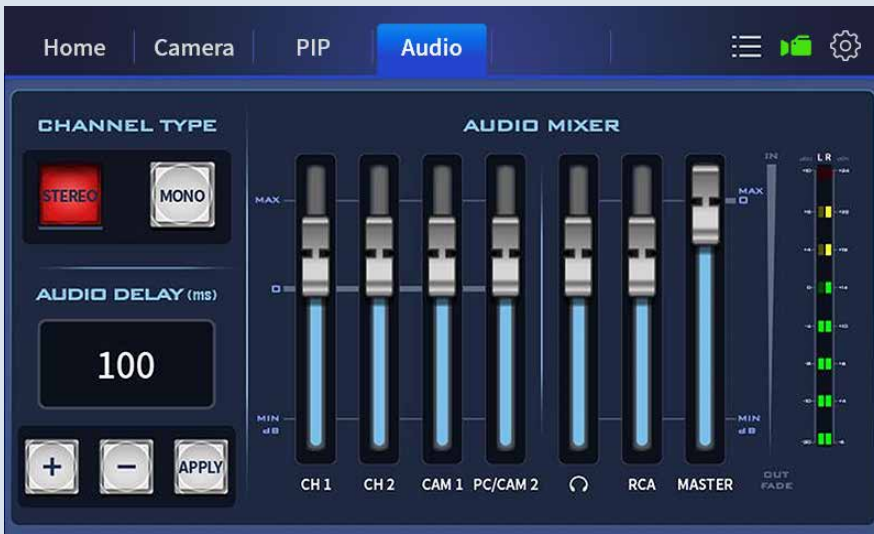 Home Camera PIP Audio
CHANNEL TYPE
STEREO MONO
AUDIO DELAY (ms)
100
+ − APPLY
AUDIO MIXER
MAX
0
MIN
dB
CH 1 CH 2 CAM 1 PC/CAM 2 RCA MASTER
MAX
0
MIN
dB
IN
OUT
FADE
L R